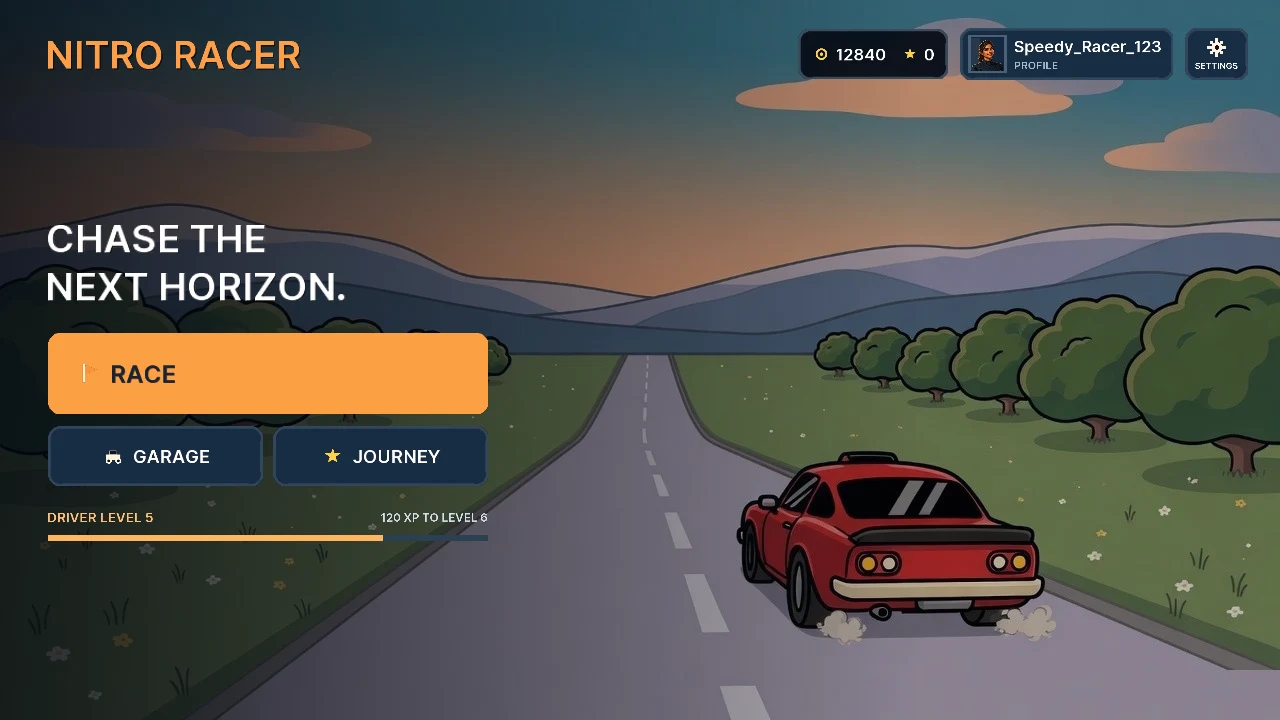 NITRO RACER
12840 0
Speedy_Racer_123
PROFILE
SETTINGS
CHASE THE
NEXT HORIZON.
RACE
GARAGE
JOURNEY
DRIVER LEVEL 5
120 XP TO LEVEL 6